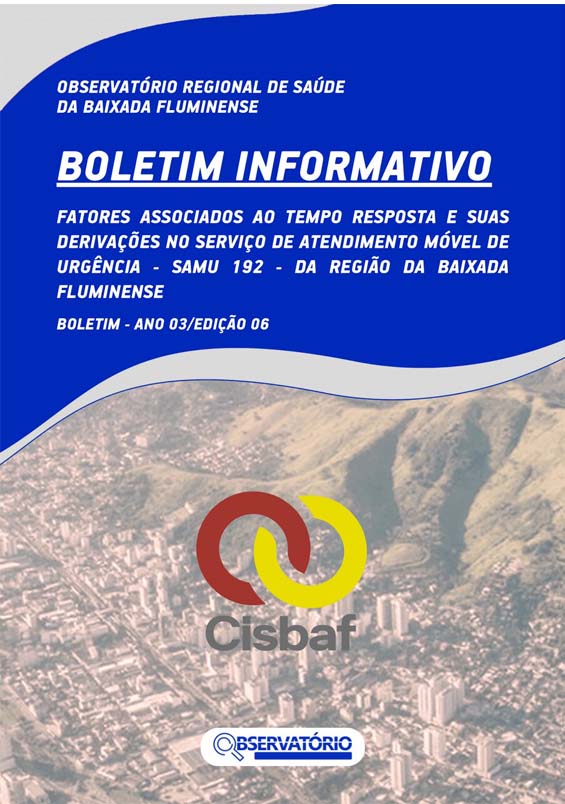 OBSERVATÓRIO REGIONAL DE SAÚDE
DA BAIXADA FLUMINENSE
BOLETIM INFORMATIVO
FATORES ASSOCIADOS AO TEMPO RESPOSTA E SUAS
DERIVAÇÕES NO SERVIÇO DE ATENDIMENTO MÓVEL DE
URGÊNCIA - SAMU 192 - DA REGIÃO DA BAIXADA
FLUMINENSE
BOLETIM - ANO 03/EDIÇÃO 06
Cisbaf
OBSERVATÓRIO